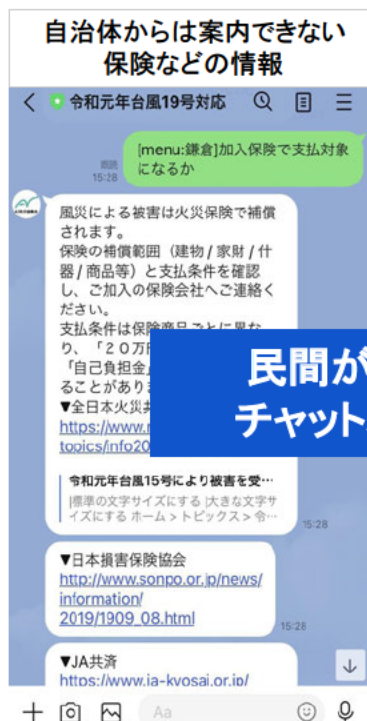 自治体からは案内できない
保険などの情報
令和元年台風19号対応
[menu:鎌倉]加入保険で支払対象
になるか
既読
15:28
風災による被害は火災保険で補償
されます。
保険の補償範囲（建物 / 家財 / 什
器 / 商品等）と支払条件を確認
し、ご加入の保険会社へご連絡く
ださい。
支払条件は保険商品ごとに異な
り、「２０万円
「自己負担金」
ることがあり
▼全日本火災共
https://www.
topics/info20
民間が
チャット
令和元年台風15号により被害を受…
|標準の文字サイズにする |大きな文字サ
イズにする ホーム > トピックス > 令…
15:28
▼日本損害保険協会
http://www.sonpo.or.jp/news/
information/
2019/1909_08.html
15:28
▼JA共済
https://www.ja-kyosai.or.jp/
Aa